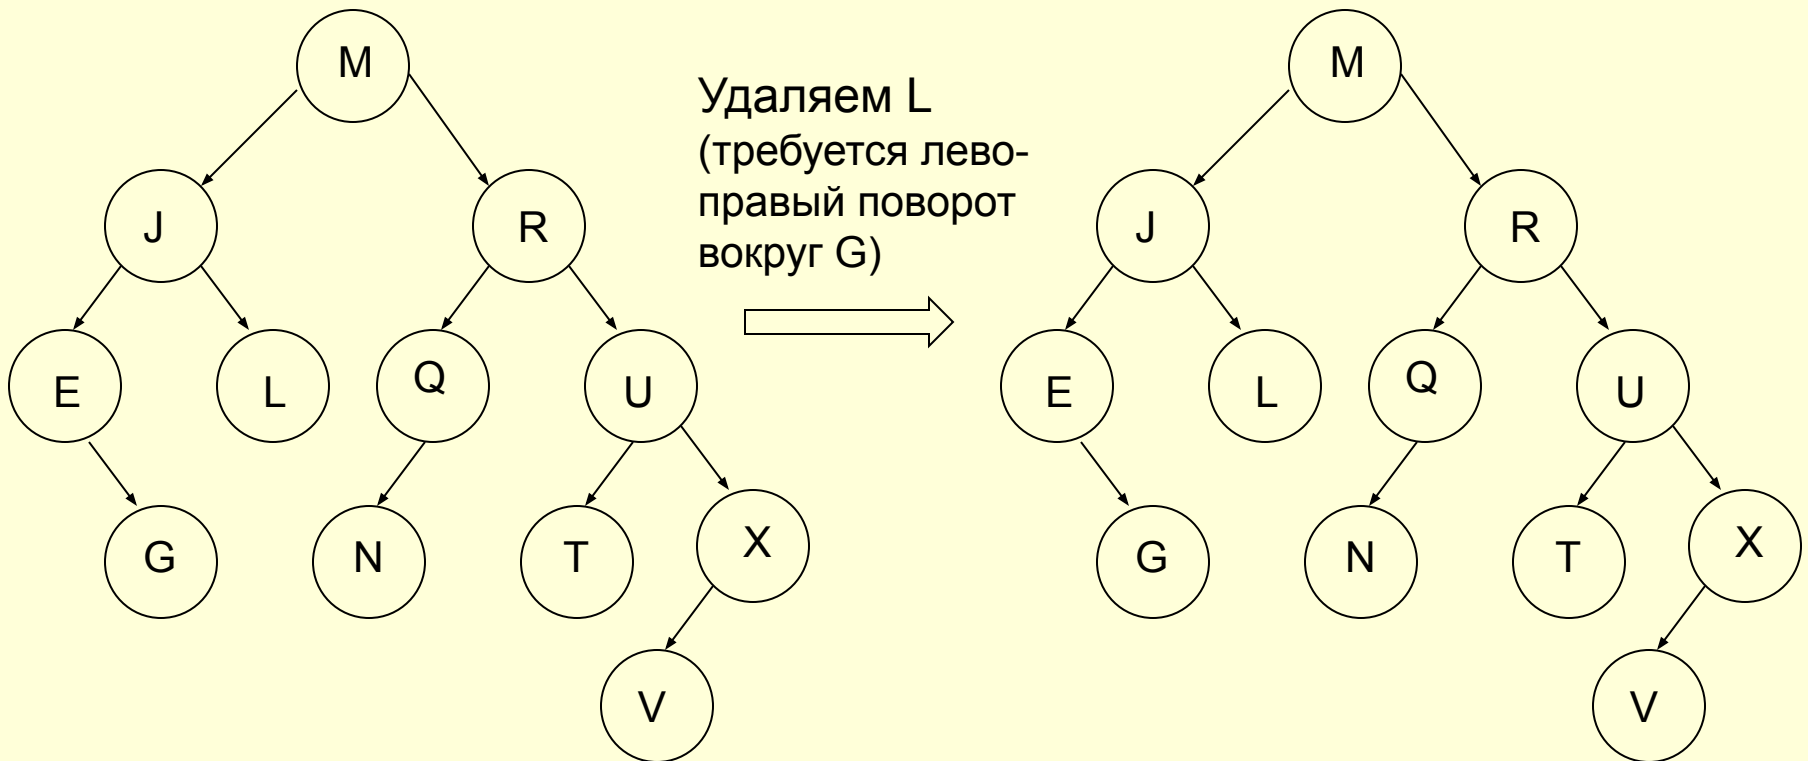 M
M
Удаляем L
(требуется лево-
правый поворот
вокруг G)
J
R
J
R
E
L
Q
U
E
L
Q
U
G
N
T
X
G
N
T
X
V
V